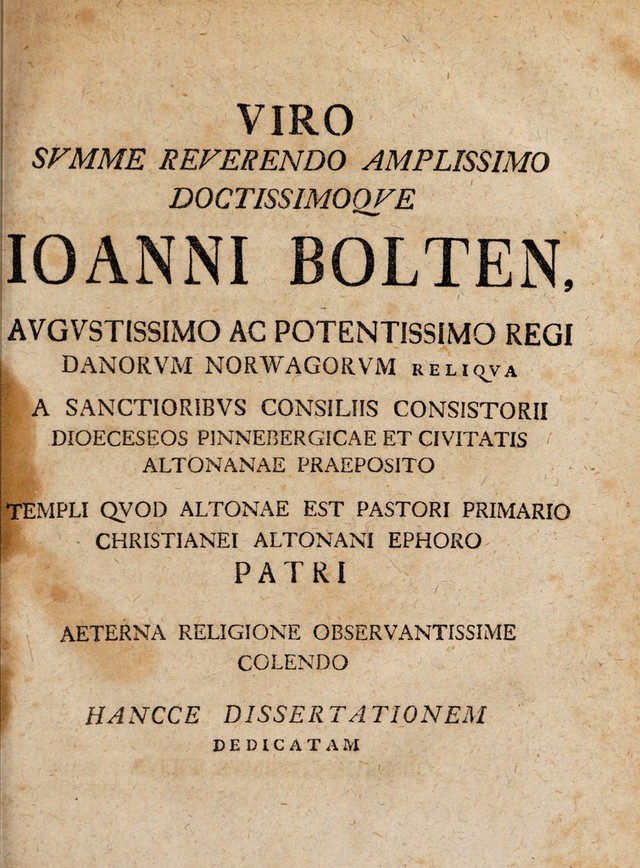 VIRO
SVMME REVERENDO AMPLISSIMO
DOCTISSIMOQVE
IOANNI BOLTEN,
AVGVSTISSIMO AC POTENTISSIMO REGI
DANORVM NORWAGORVM RELIQVA
A SANCTIORIBVS CONSILIIS CONSISTORII
DIOECESEOS PINNEBERGICAE ET CIVITATIS
ALTONANAE PRAEPOSITO
TEMPLI QVOD ALTONAE EST PASTORI PRIMARIO
CHRISTIANEI ALTONANI EPHORO
PATRI
AETERNA RELIGIONE OBSERVANTISSIME
COLENDO
HANCCE DISSERTATIONEM
DEDICATAM